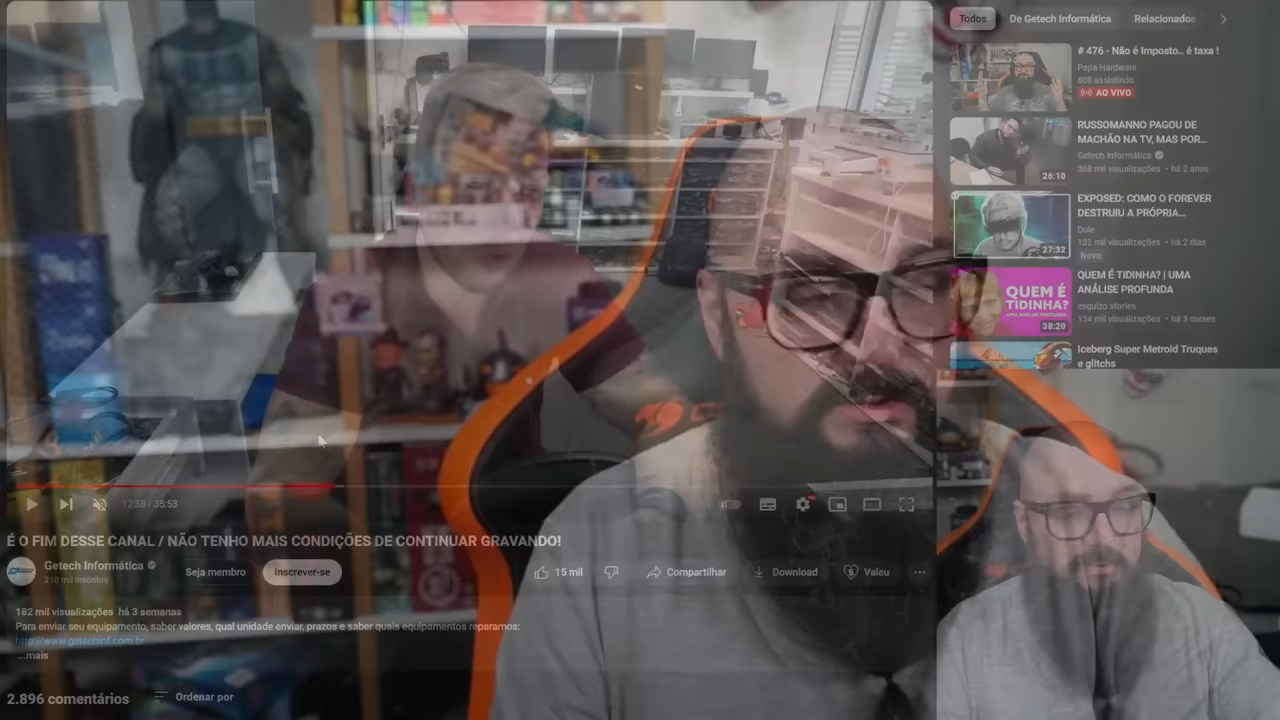 Todos
De Getech Informática
Relacionados
# 476 - Não é Imposto.. é taxa !
Papa Hardware
608 assistindo
AO VIVO
RUSSOMANNO PAGOU DE
MACHÃO NA TV, MAS POR...
Getech Informática
368 mil visualizações • há 2 anos
26:10
EXPOSED: COMO O FOREVER
DESTRUIU A PRÓPRIA...
Dole
132 mil visualizações • há 2 dias
Novo
27:32
QUEM É TIDINHA? | UMA
ANÁLISE PROFUNDA
esquizo stories
134 mil visualizações • há 3 meses
QUEM É
TIDINHA?
UMA ANÁLISE PROFUNDA
38:20
Iceberg Super Metroid Truques
e glitchs
12:38 / 35:53
É O FIM DESSE CANAL / NÃO TENHO MAIS CONDIÇÕES DE CONTINUAR GRAVANDO!
Getech Informática
218 mil inscritos
Seja membro
Inscrever-se
15 mil
Compartilhar
Download
Valeu
182 mil visualizações há 3 semanas
Para enviar seu equipamento, saber valores, qual unidade enviar, prazos e saber quais equipamentos reparamos:
http://www.getechinf.com.br
...mais
2.896 comentários
Ordenar por